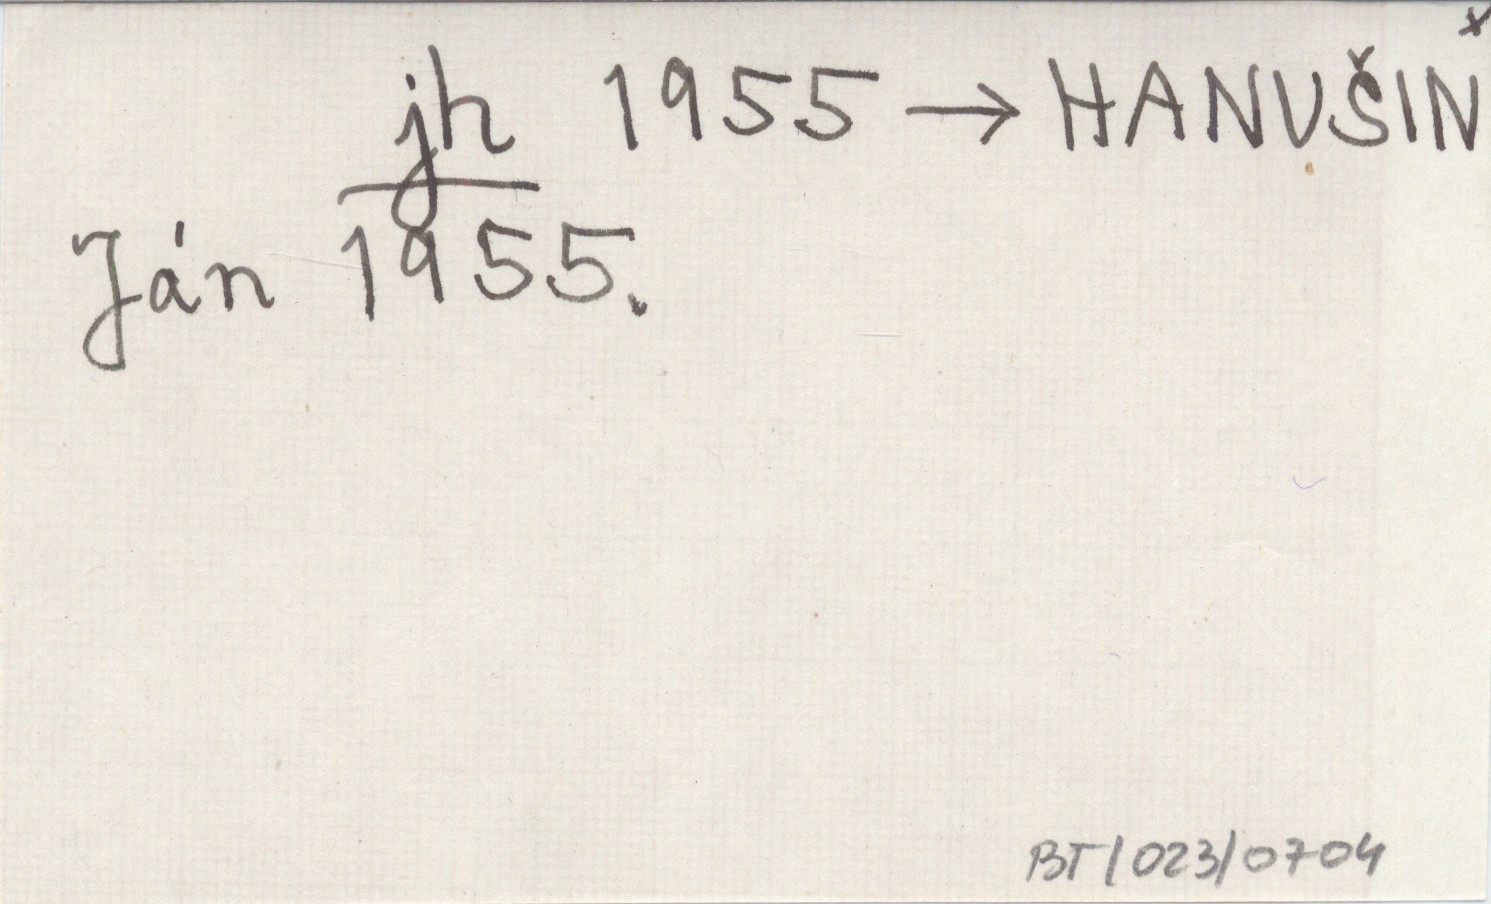 x
jh 1955 → HANUŠIN
Ján 1955.
BT/023/0704